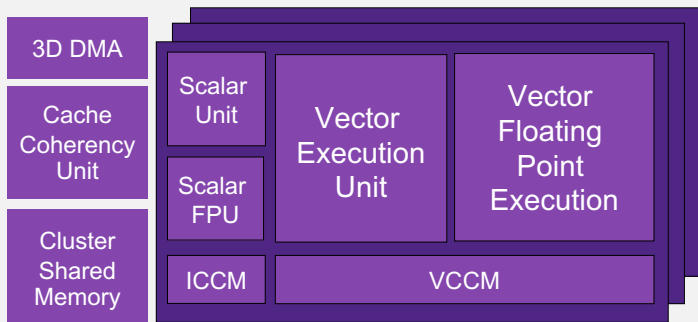 3D DMA
Cache
Coherency
Unit
Cluster
Shared
Memory
Scalar
Unit
Scalar
FPU
ICCM
Vector
Execution
Unit
Vector
Floating
Point
Execution
VCCM